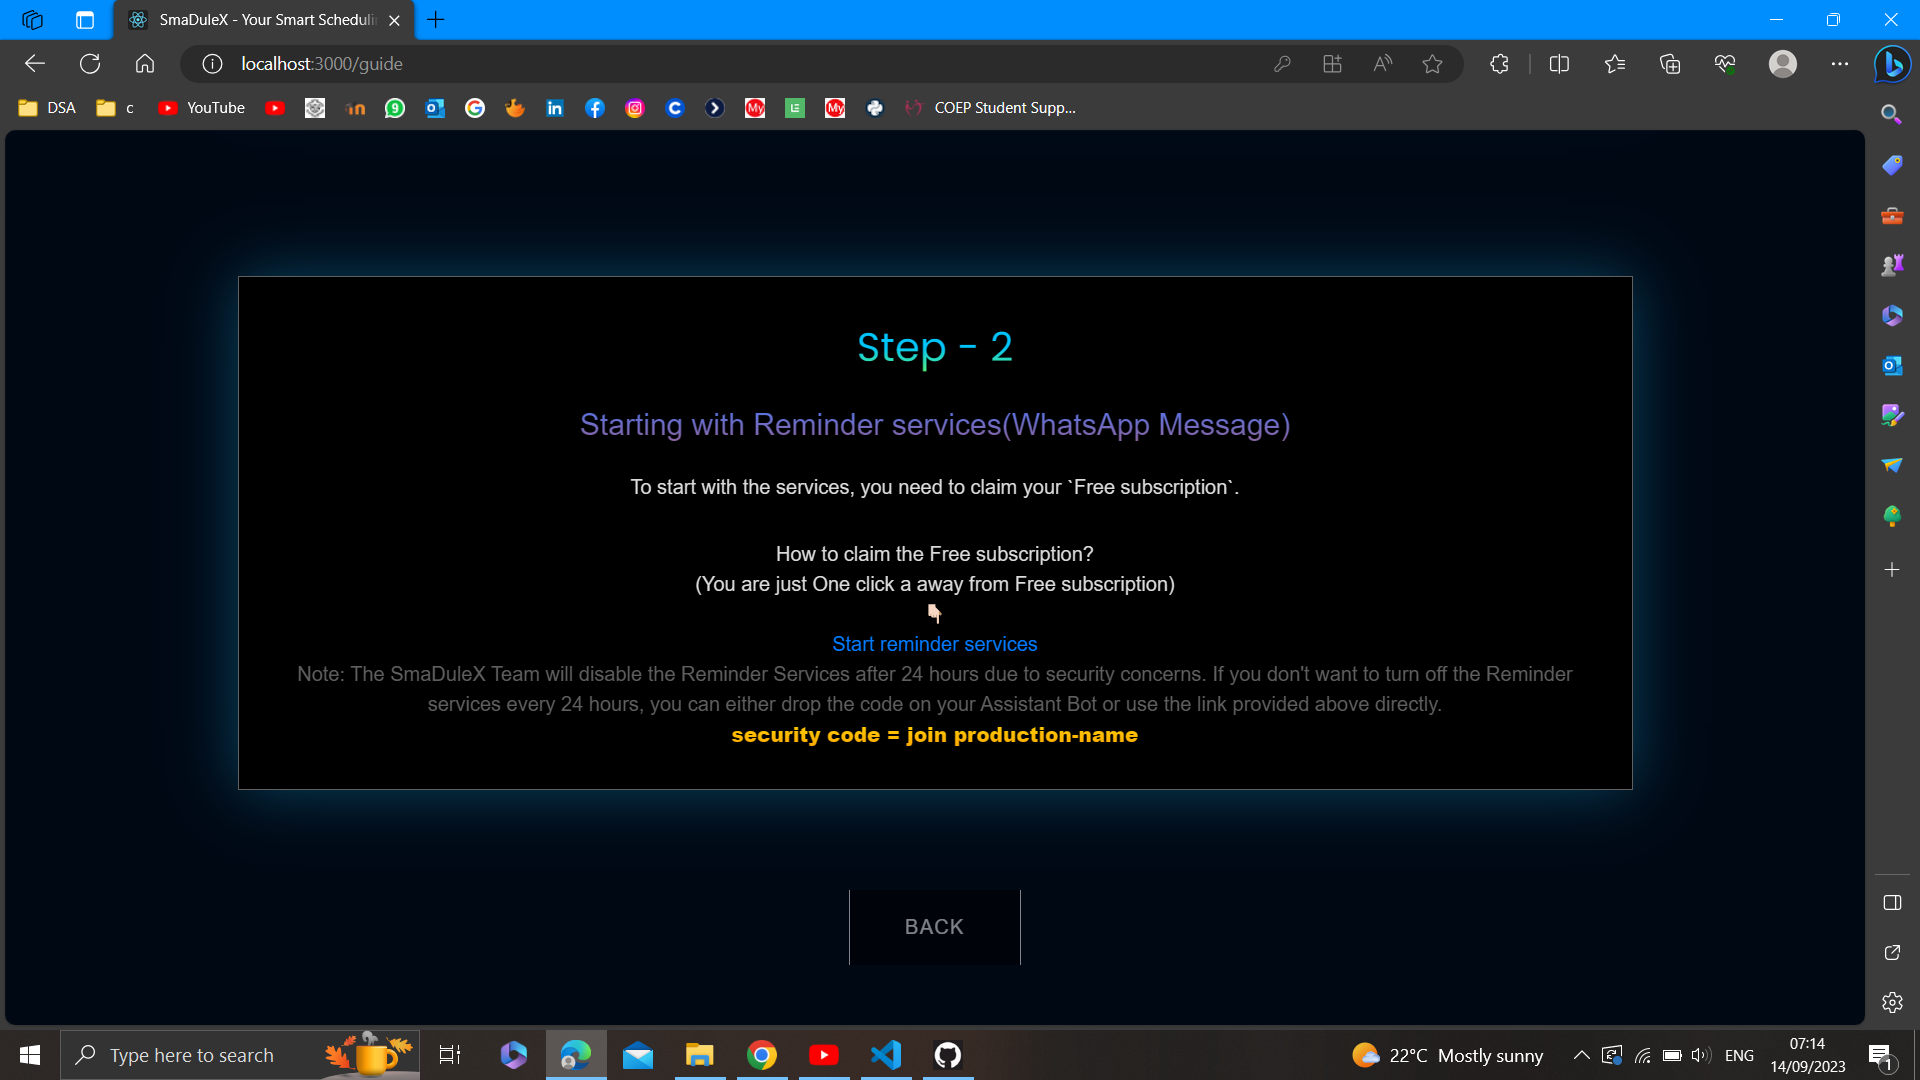 SmaDuleX - Your Smart Scheduli
localhost:3000/guide
DSA
c
YouTube
COEP Student Supp...
Step - 2
Starting with Reminder services(WhatsApp Message)
To start with the services, you need to claim your `Free subscription`.
How to claim the Free subscription?
(You are just One click a away from Free subscription)
Start reminder services
Note: The SmaDuleX Team will disable the Reminder Services after 24 hours due to security concerns. If you don't want to turn off the Reminder
services every 24 hours, you can either drop the code on your Assistant Bot or use the link provided above directly.
security code = join production-name
BACK
Type here to search
22°C Mostly sunny
ENG
07:14
14/09/2023
1